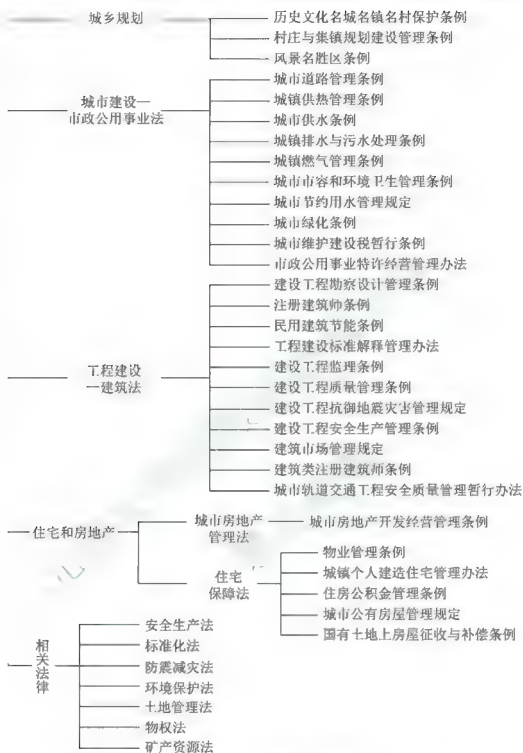 城乡规划
历史文化名城名镇名村保护条例
村庄与集镇规划建设管理条例
风景名胜区条例
城市建设—
市政公用事业法
城市道路管理条例
城镇供热管理条例
城市供水条例
城镇排水与污水处理条例
城镇燃气管理条例
城市市容和环境卫生管理条例
城市节约用水管理规定
城市绿化条例
城市维护建设税暂行条例
市政公用事业特许经营管理办法
工程建设
—建筑法
建设工程勘察设计管理条例
注册建筑帅条例
民用建筑节能条例
工程建设标准解释管理办法
建设工程监理条例
建设工程质量管理条例
建设工程抗御地震灾害管理规定
建设工程安全生产管理条例
建筑市场管理规定
建筑类注册建筑师条例
城市轨道交通工程安全质量管理暂行办法
住宅和房地产
城市房地产
管理法
城市房地产开发经营管理条例
住宅
保障法
物业管理条例
城镇个人建造住宅管理办法
住房公积金管理条例
城市公有房屋管理规定
国有土地上房屋征收与补偿条例
相关法律
安全生产法
标准化法
防震减灾法
环境保护法
土地管理法
物权法
矿产资源法